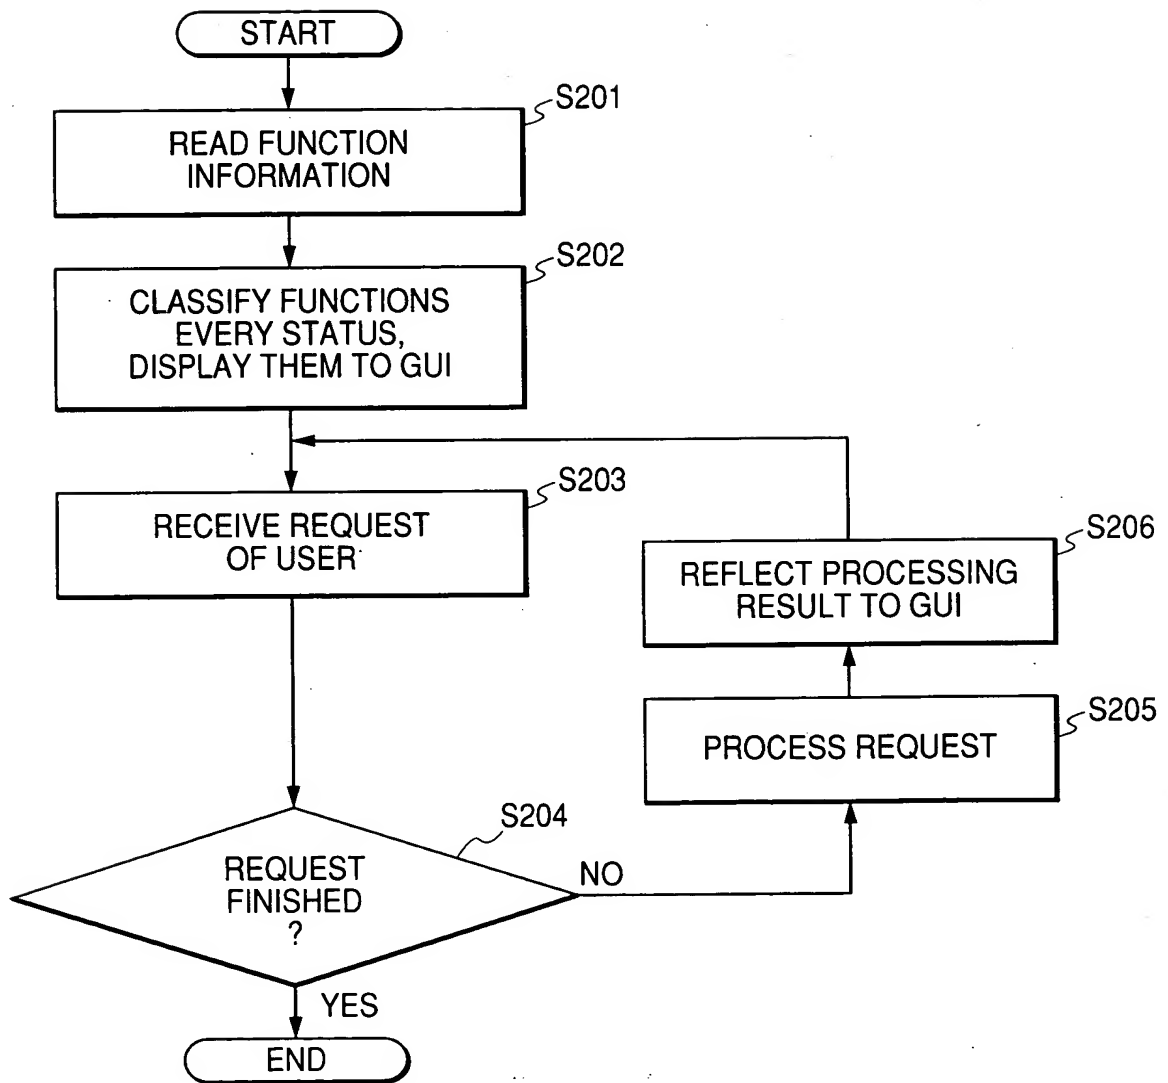 START
S201
READ FUNCTION
INFORMATION
S202
CLASSIFY FUNCTIONS
EVERY STATUS,
DISPLAY THEM TO GUI
S203
RECEIVE REQUEST
OF USER
S206
REFLECT PROCESSING
RESULT TO GUI
S205
PROCESS REQUEST
S204
REQUEST
FINISHED
?
NO
YES
END